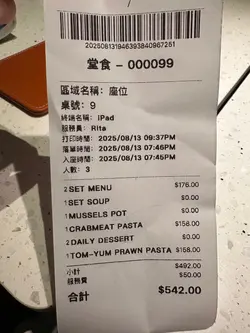 20250813194639384096725​1
堂食 - 000099
區域名稱: 座位
桌號: 9
終端名稱: iPad
服務員: Rita
打印時間: 2025/08/13 09:37PM
落單時間: 2025/08/13 07:46PM
入座時間: 2025/08/13 07:45PM
人數: 3
2 SET MENU $176.00
1 SET SOUP $0.00
1 MUSSELS POT $0.00
1 CRABMEAT PASTA $158.00
2 DAILY DESSERT $0.00
1 TOM-YUM PRAWN PASTA $158.00
小計 $492.00
服務費 $50.00
合計 $542.00